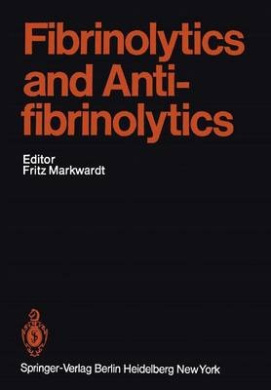 Fibrinolytics
and Anti-
fibrinolytics
Editor
Fritz Markwardt
Springer-Verlag Berlin Heidelberg New York